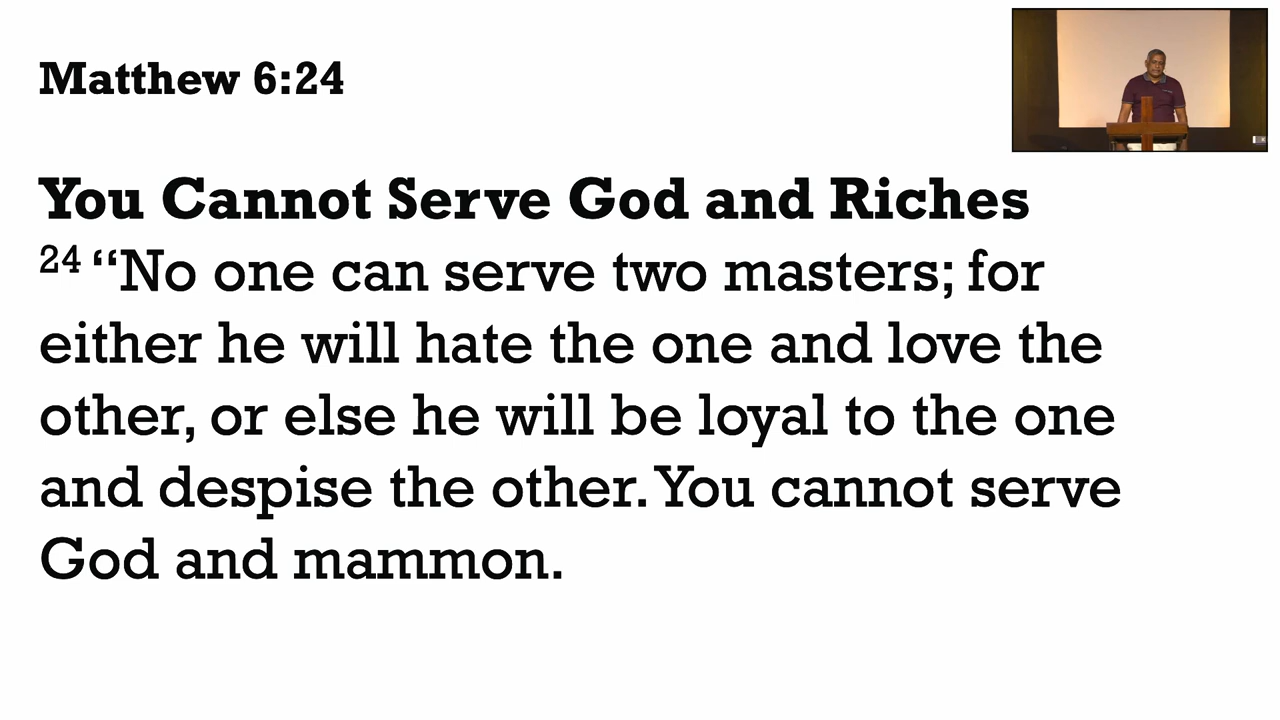 Matthew 6:24
You Cannot Serve God and Riches
24 “No one can serve two masters; for
either he will hate the one and love the
other, or else he will be loyal to the one
and despise the other. You cannot serve
God and mammon.